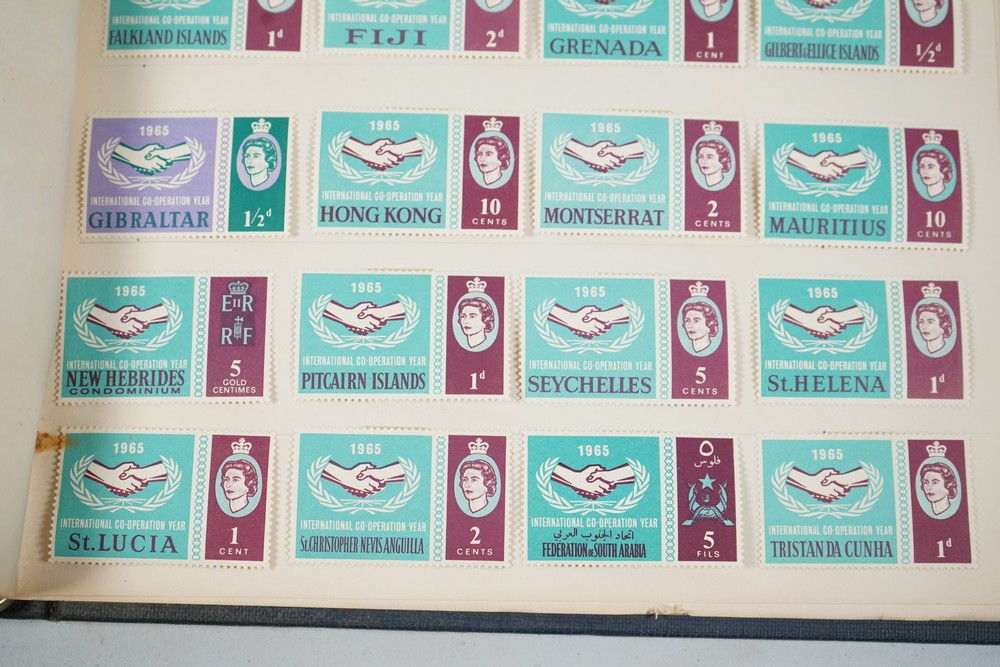 INTERNATIONAL CO-OPERATION YEAR
FALKLAND ISLANDS
1d
INTERNATIONAL CO-OPERATION YEAR
FIJI
2d
INTERNATIONAL CO-OPERATION YEAR
GRENADA
1
CENT
INTERNATIONAL CO-OPERATION YEAR
GILBERT & ELLICE ISLANDS
1/2d
1965
INTERNATIONAL CO-OPERATION YEAR
GIBRALTAR
1/2d
1965
INTERNATIONAL CO-OPERATION YEAR
HONG KONG
10
CENTS
1965
INTERNATIONAL CO-OPERATION YEAR
MONTSERRAT
2
CENTS
1965
INTERNATIONAL CO-OPERATION YEAR
MAURITIUS
10
CENTS
1965
INTERNATIONAL CO-OPERATION YEAR
NEW HEBRIDES
CONDOMINIUM
EIIR
RF
5
GOLD
CENTIMES
1965
INTERNATIONAL CO-OPERATION YEAR
PITCAIRN ISLANDS
1d
1965
INTERNATIONAL CO-OPERATION YEAR
SEYCHELLES
5
CENTS
1965
INTERNATIONAL CO-OPERATION YEAR
St. HELENA
1d
1965
INTERNATIONAL CO-OPERATION YEAR
St. LUCIA
1
CENT
1965
INTERNATIONAL CO-OPERATION YEAR
St. CHRISTOPHER NEVIS ANGUILLA
2
CENTS
1965
INTERNATIONAL CO-OPERATION YEAR
اتحاد الجنوب العربي
FEDERATION OF SOUTH ARABIA
٥
فلوس
5
FILS
1965
INTERNATIONAL CO-OPERATION YEAR
TRISTAN DA CUNHA
1d